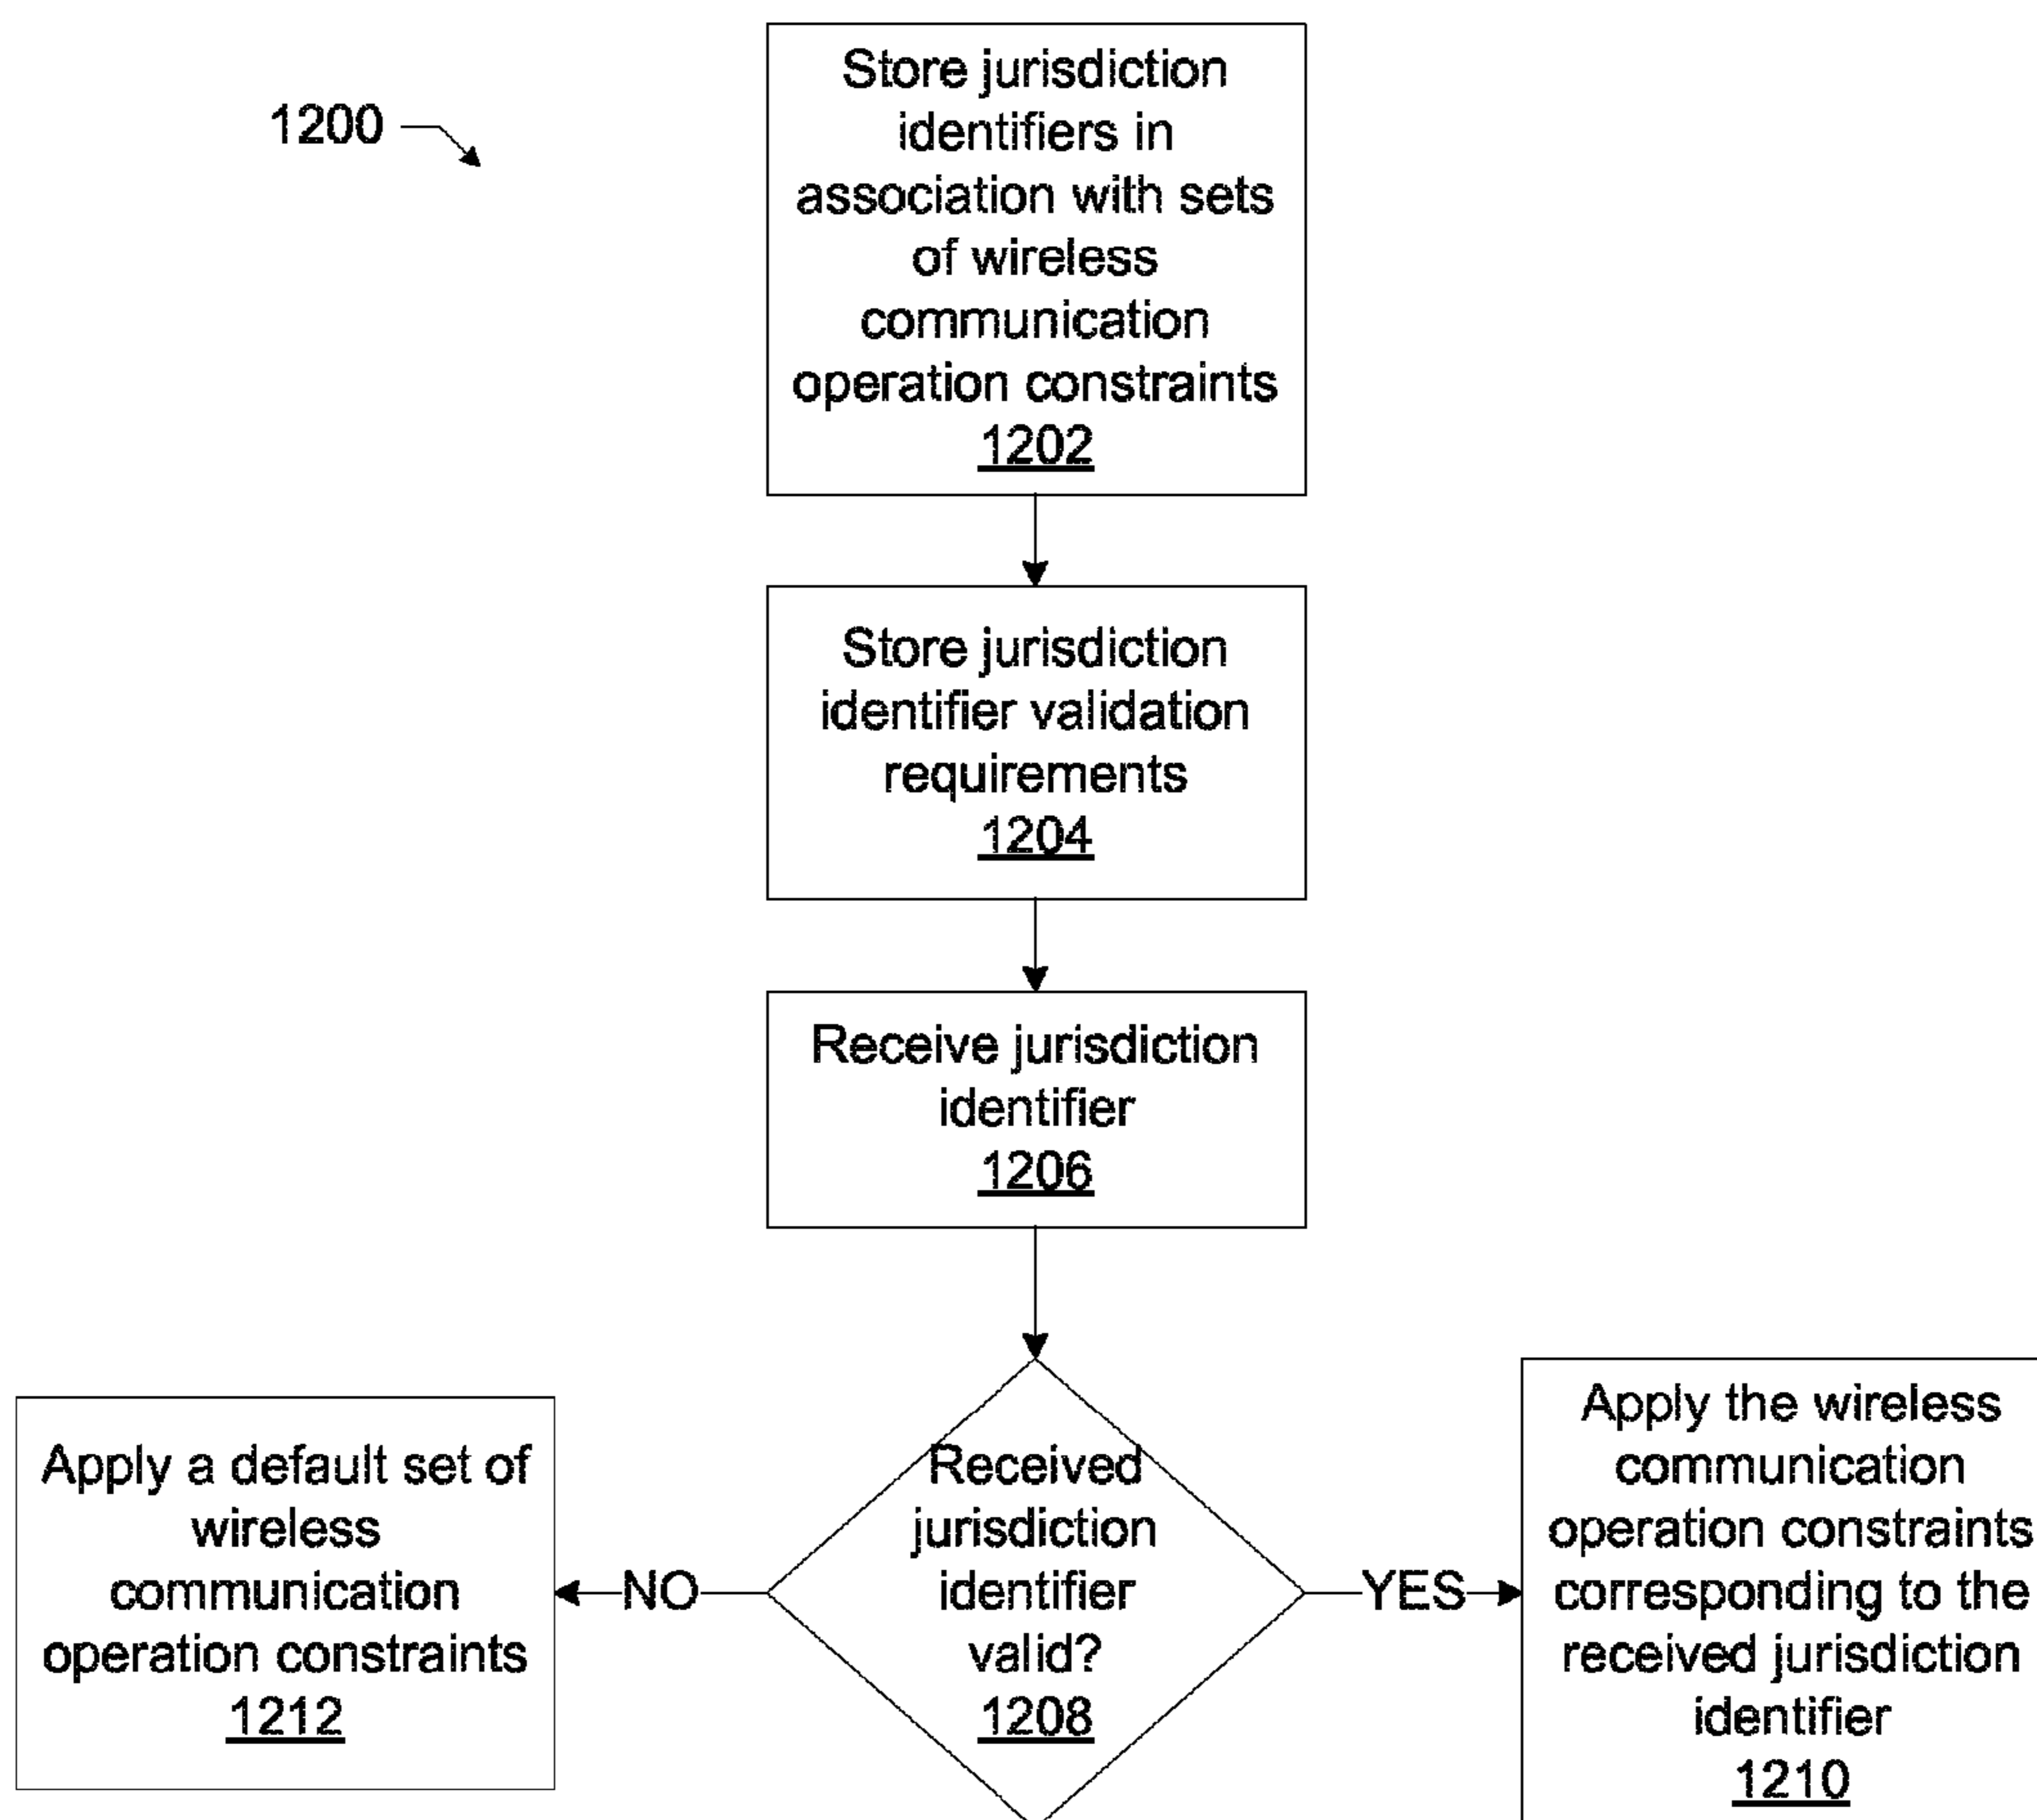 1200
Store jurisdiction
identifiers in
association with sets
of wireless
communication
operation constraints
1202
Store jurisdiction
identifier validation
requirements
1204
Receive jurisdiction
identifier
1206
Received
jurisdiction
identifier
valid?
1208
NO
YES
Apply a default set of
wireless
communication
operation constraints
1212
Apply the wireless
communication
operation constraints
corresponding to the
received jurisdiction
identifier
1210